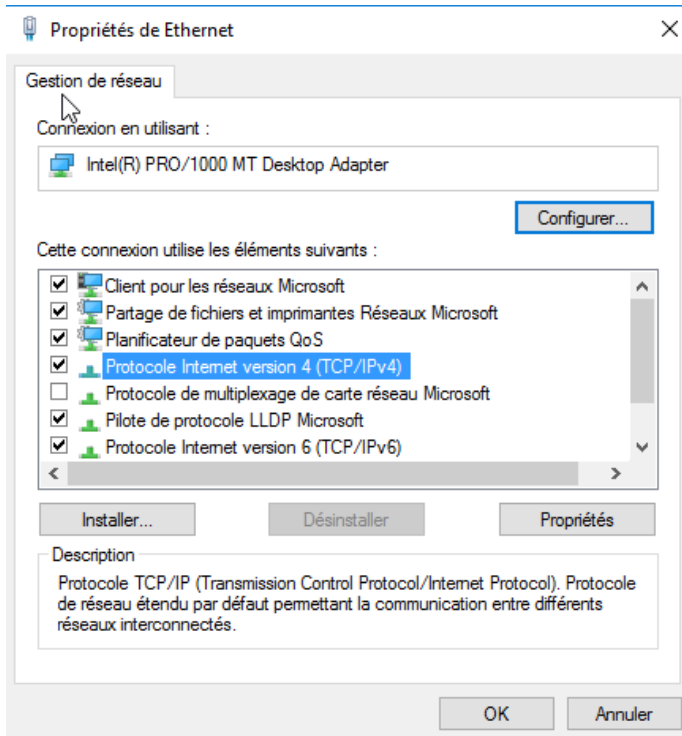 Propriétés de Ethernet
Gestion de réseau
Connexion en utilisant :
Intel(R) PRO/1000 MT Desktop Adapter
Configurer...
Cette connexion utilise les éléments suivants :
Client pour les réseaux Microsoft
Partage de fichiers et imprimantes Réseaux Microsoft
Planificateur de paquets QoS
Protocole Internet version 4 (TCP/IPv4)
Protocole de multiplexage de carte réseau Microsoft
Pilote de protocole LLDP Microsoft
Protocole Internet version 6 (TCP/IPv6)
Installer... Désinstaller Propriétés
Description
Protocole TCP/IP (Transmission Control Protocol/Internet Protocol). Protocole
de réseau étendu par défaut permettant la communication entre différents
réseaux interconnectés.
OK Annuler